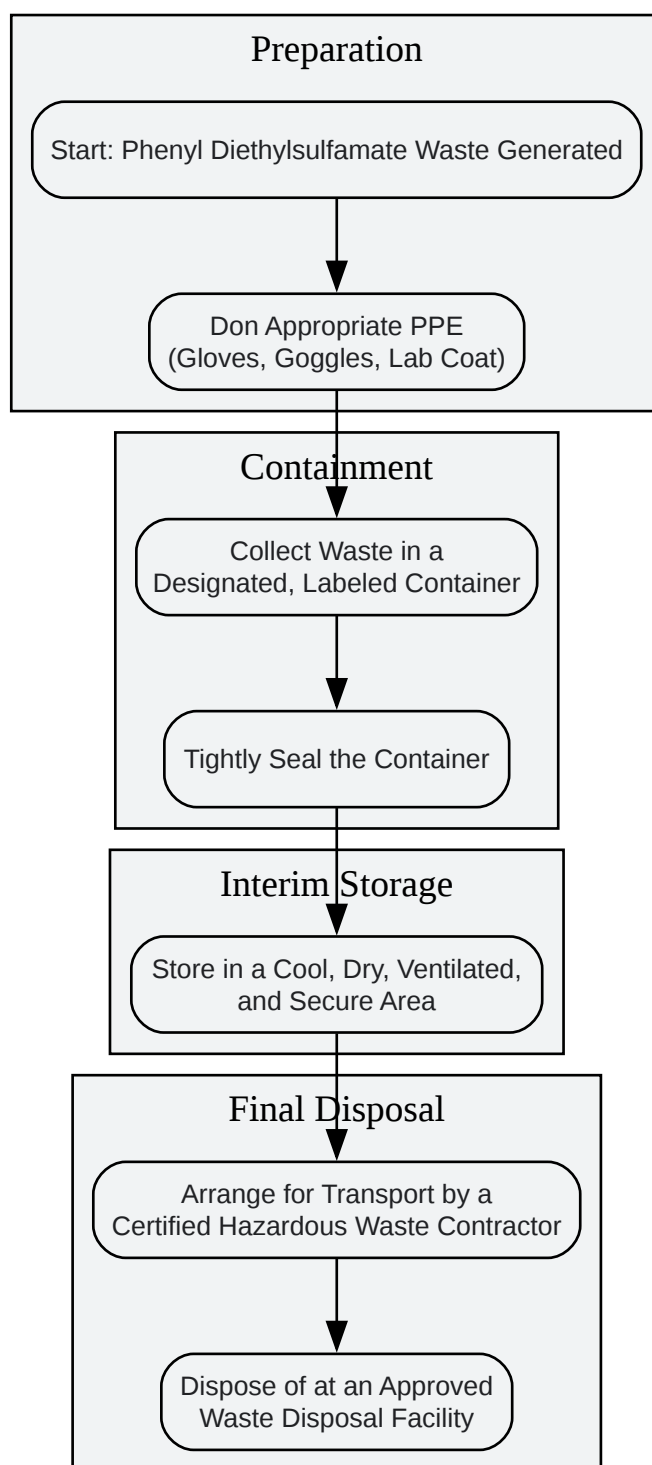 Preparation
Start: Phenyl Diethylsulfamate Waste Generated
Don Appropriate PPE
(Gloves, Goggles, Lab Coat)
Containment
Collect Waste in a
Designated, Labeled Container
Tightly Seal the Container
Interim Storage
Store in a Cool, Dry, Ventilated,
and Secure Area
Final Disposal
Arrange for Transport by a
Certified Hazardous Waste Contractor
Dispose of at an Approved
Waste Disposal Facility